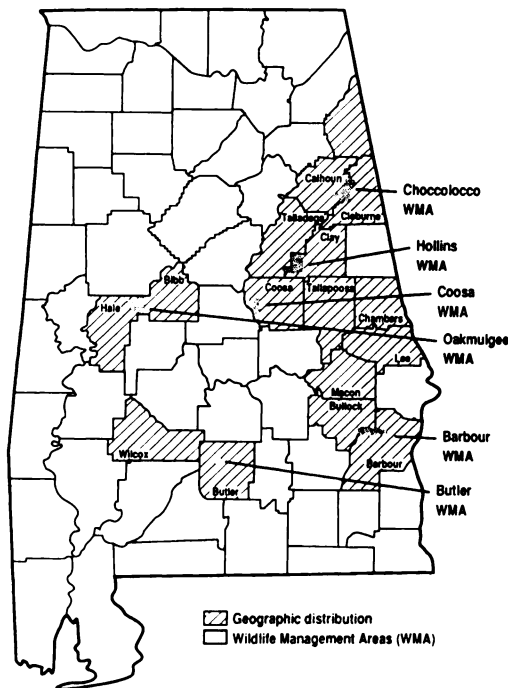 Calhoun
Choccolocco
WMA
Talladega
Cleburne
Clay
Hollins
WMA
Bibb
Coosa
Tallapoosa
Coosa
WMA
Hale
Chambers
Oakmulgee
WMA
Lee
Macon
Bullock
Barbour
WMA
Wilcox
Barbour
Butler
WMA
Butler
Geographic distribution
Wildlife Management Areas (WMA)